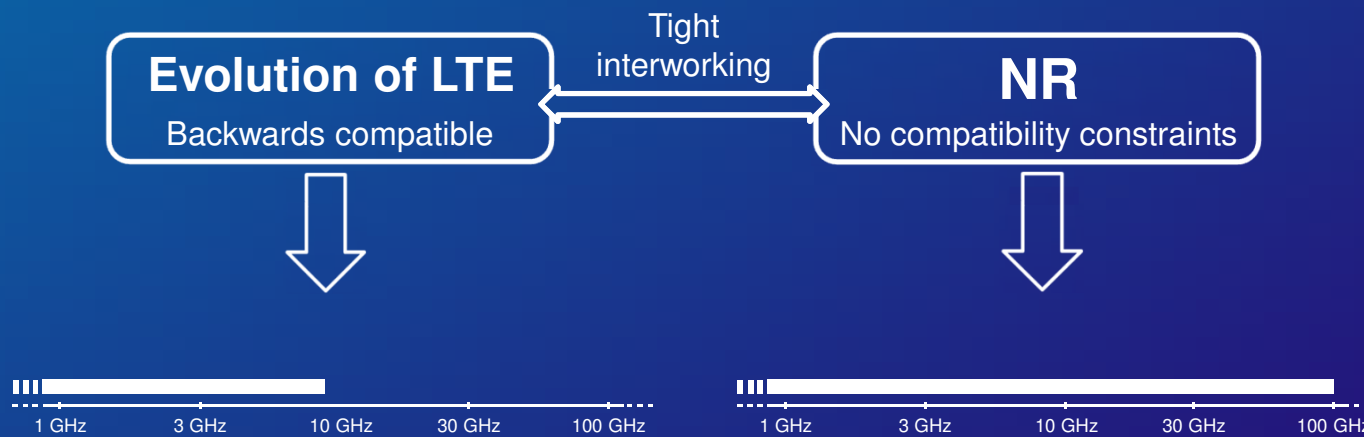 Tight
interworking
Evolution of LTE
Backwards compatible
NR
No compatibility constraints
1 GHz 3 GHz 10 GHz 30 GHz 100 GHz
1 GHz 3 GHz 10 GHz 30 GHz 100 GHz